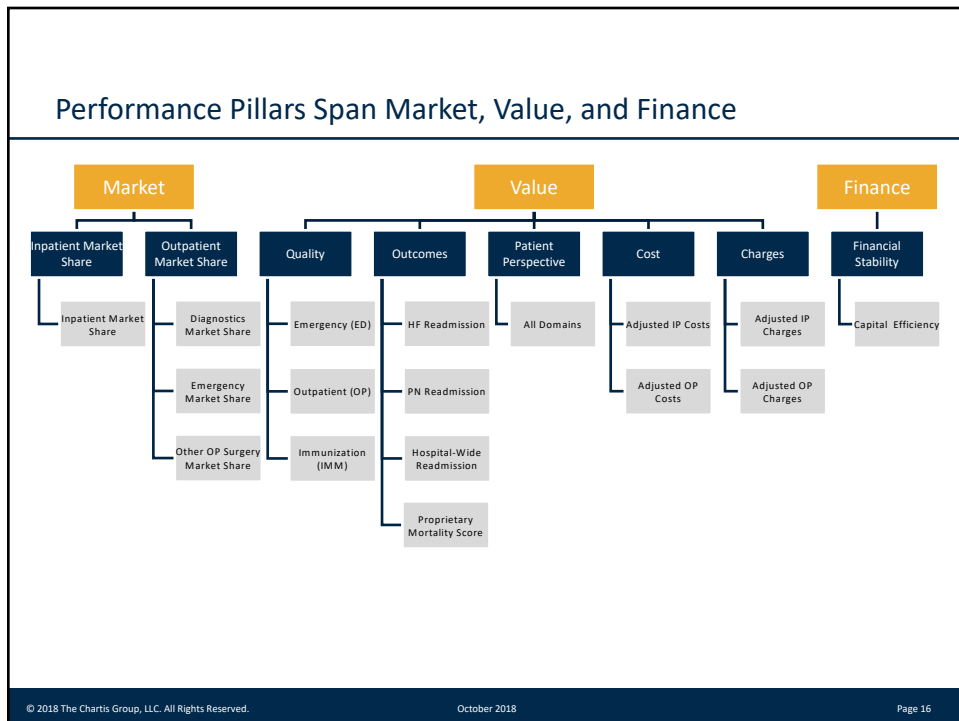 Performance Pillars Span Market, Value, and Finance
Market
Value
Finance
Inpatient Market
Share
Outpatient
Market Share
Quality
Outcomes
Patient
Perspective
Cost
Charges
Financial
Stability
Inpatient Market
Share
Diagnostics
Market Share
Emergency (ED)
HF Readmission
All Domains
Adjusted IP Costs
Adjusted IP
Charges
Capital Efficiency
Emergency
Market Share
Outpatient (OP)
PN Readmission
Adjusted OP
Costs
Adjusted OP
Charges
Other OP Surgery
Market Share
Immunization
(IMM)
Hospital-Wide
Readmission
Proprietary
Mortality Score
© 2018 The Chartis Group, LLC. All Rights Reserved.
October 2018
Page 16